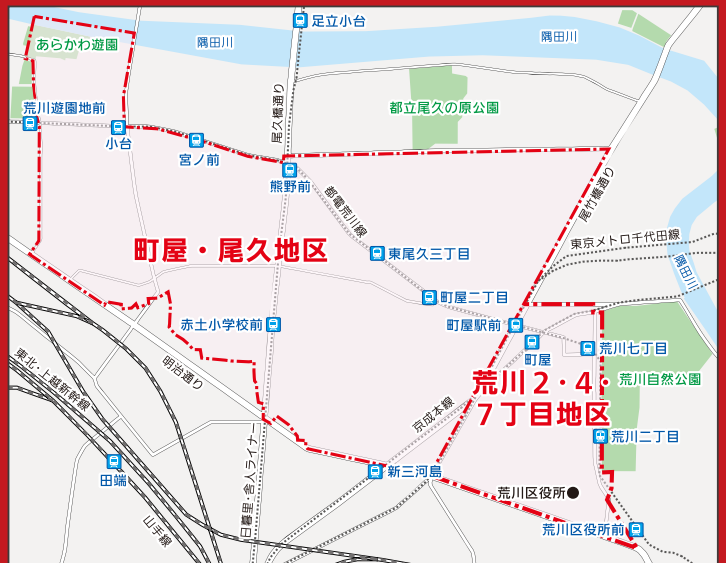 足立小台
隅田川
隅田川
あらかわ遊園
荒川遊園地前
尾久橋通り
都立尾久の原公園
小台
宮ノ前
熊野前
尾竹橋通り
都電荒川線
東京メトロ千代田線
隅田川
町屋・尾久地区
東尾久三丁目
町屋二丁目
赤土小学校前
町屋駅前
町屋
荒川七丁目
明治通り
東北・上越新幹線
荒川2・4・
7丁目地区
荒川自然公園
京成本線
荒川二丁目
日暮里・舎人ライナー
田端
新三河島
荒川区役所
山手線
荒川区役所前